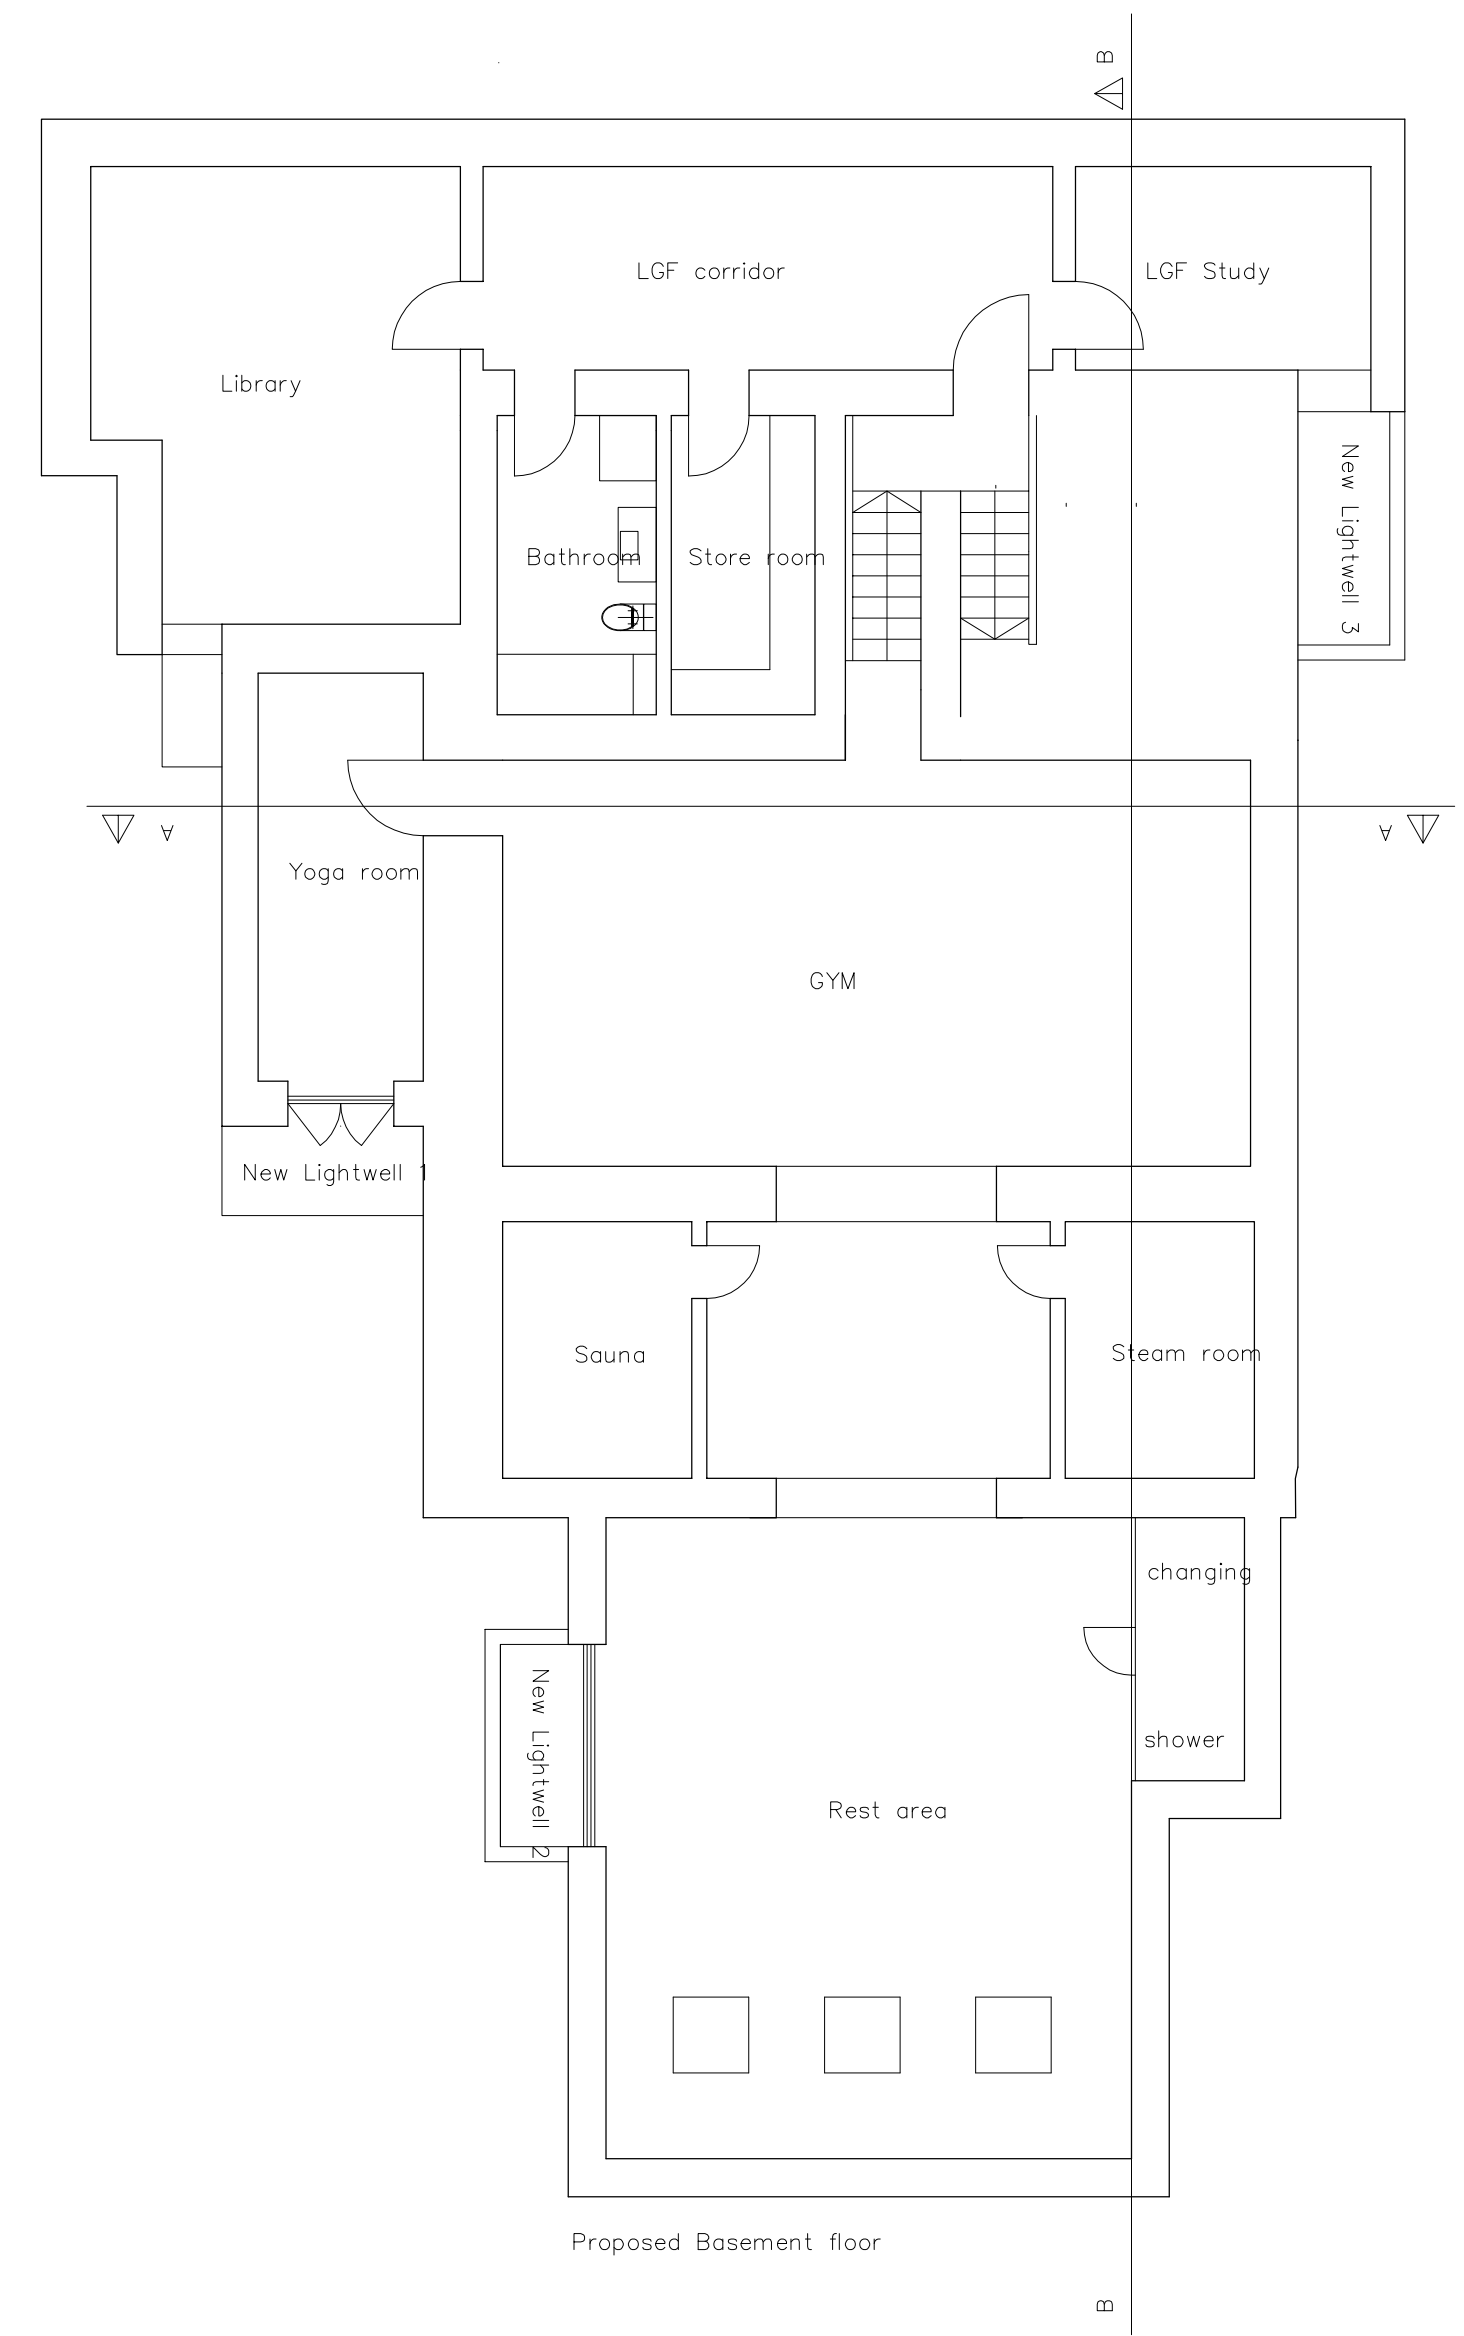 B
LGF corridor
LGF Study
Library
New Lightwell 3
Bathroom
Store room
A
A
Yoga room
GYM
New Lightwell 1
Sauna
Steam room
changing
New Lightwell 2
shower
Rest area
Proposed Basement floor
B